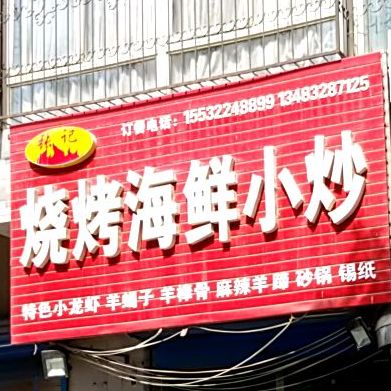 订餐电话：15532248899 13483287125
烧烤海鲜小炒
特色小龙虾 羊蝎子 羊棒骨 麻辣羊蹄 砂锅 锡纸